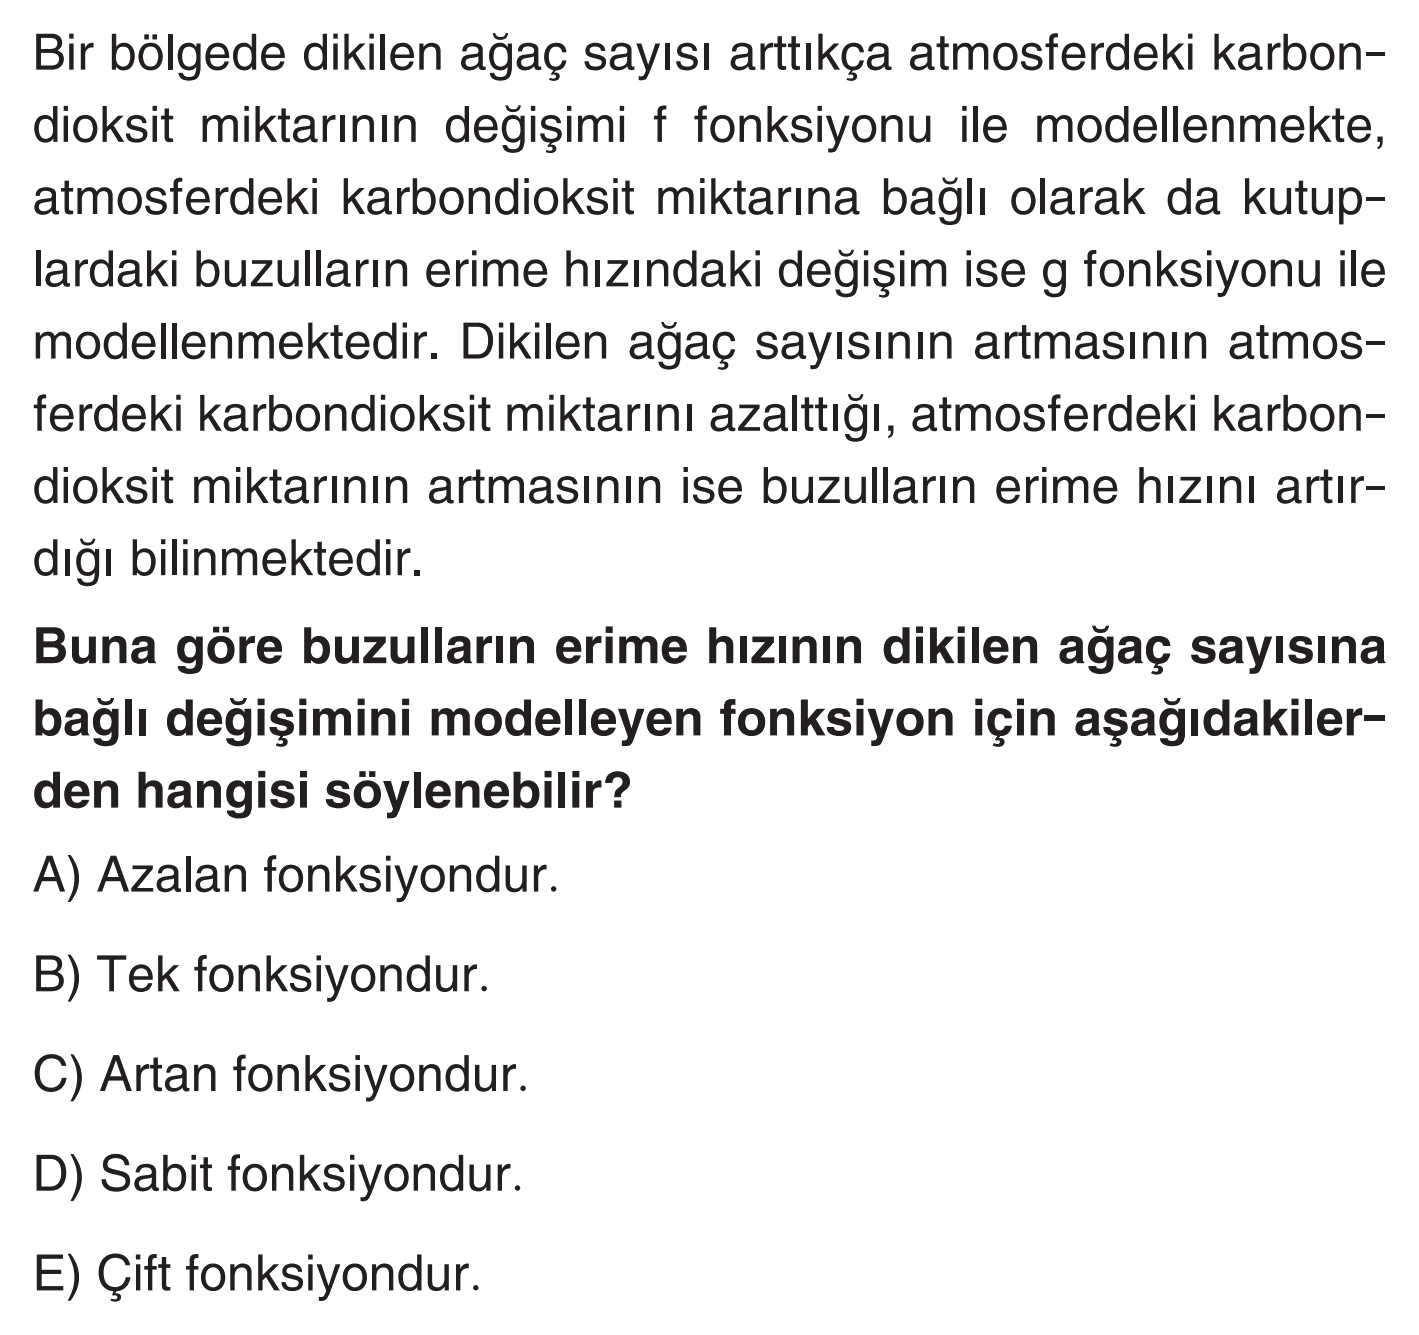 Bir bölgede dikilen ağaç sayısı arttıkça atmosferdeki karbon-
dioksit miktarının değişimi f fonksiyonu ile modellenmekte,
atmosferdeki karbondioksit miktarına bağlı olarak da kutup-
lardaki buzulların erime hızındaki değişim ise g fonksiyonu ile
modellenmektedir. Dikilen ağaç sayısının artmasının atmos-
ferdeki karbondioksit miktarını azalttığı, atmosferdeki karbon-
dioksit miktarının artmasının ise buzulların erime hızını artır-
dığı bilinmektedir.
Buna göre buzulların erime hızının dikilen ağaç sayısına
bağlı değişimini modelleyen fonksiyon için aşağıdakiler-
den hangisi söylenebilir?
A) Azalan fonksiyondur.
B) Tek fonksiyondur.
C) Artan fonksiyondur.
D) Sabit fonksiyondur.
E) Çift fonksiyondur.